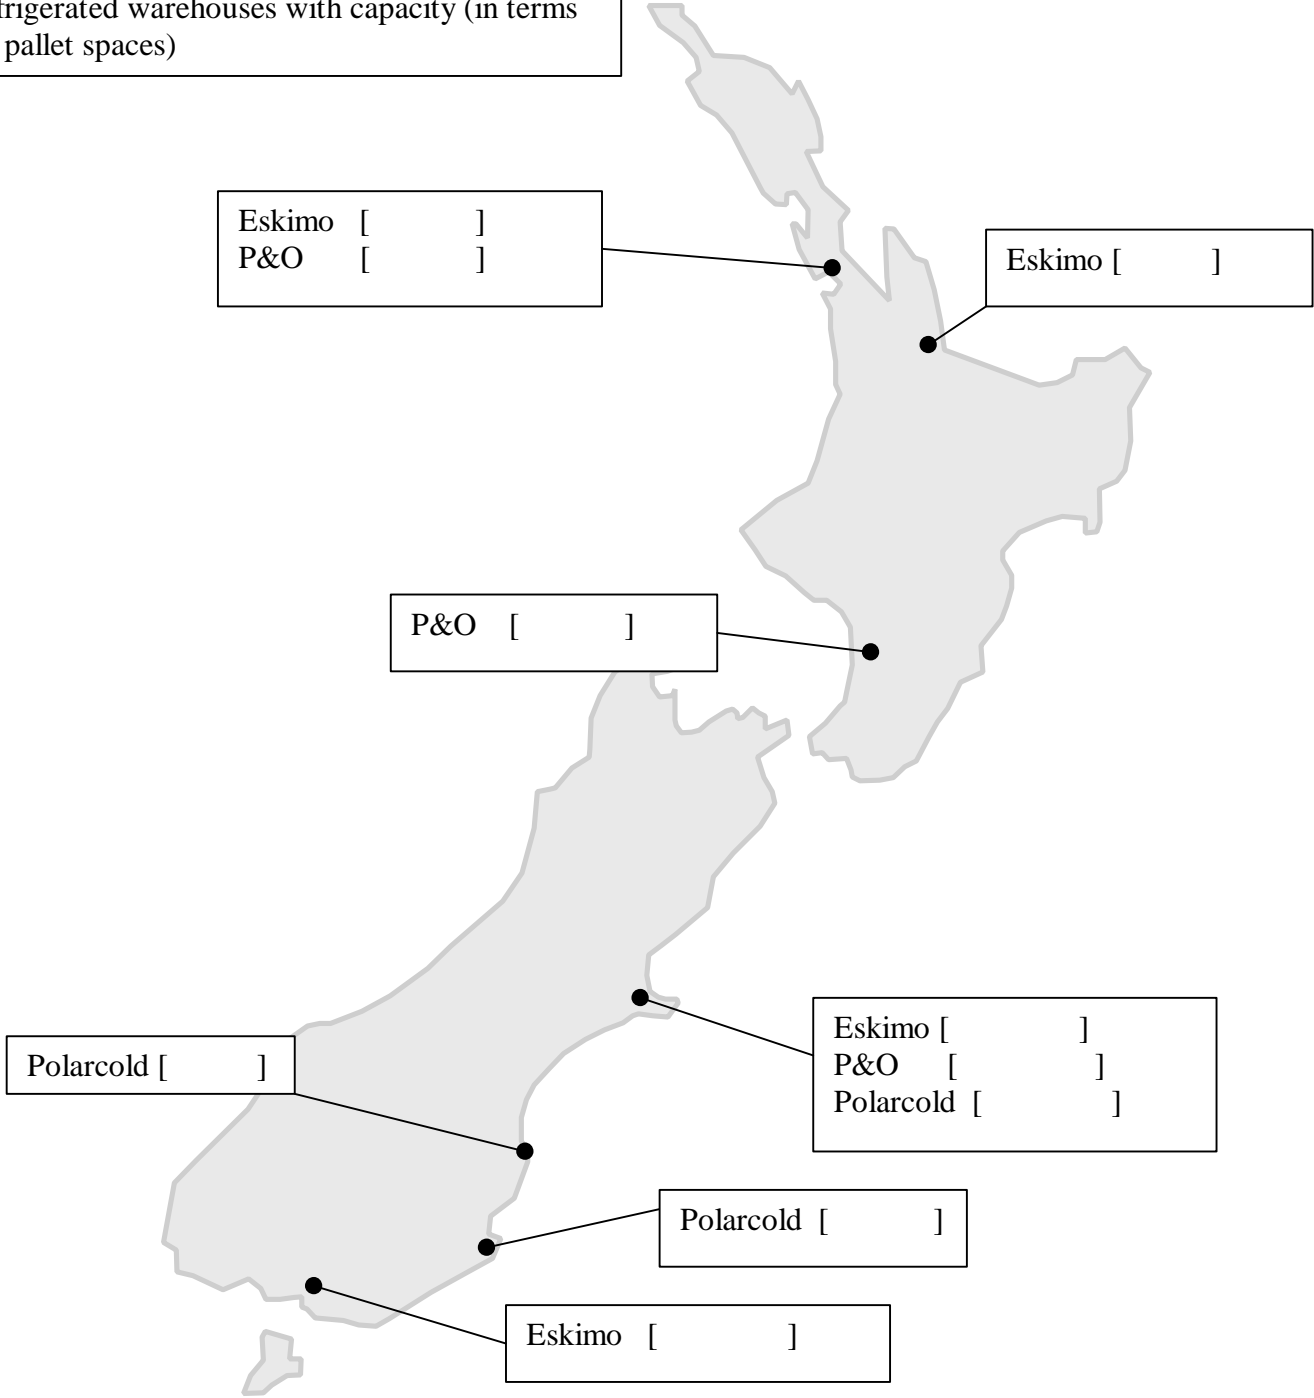 frigerated warehouses with capacity (in terms
pallet spaces)
Eskimo [ ]
P&O [ ]
Eskimo [ ]
P&O [ ]
Eskimo [ ]
P&O [ ]
Polarcold [ ]
Polarcold [ ]
Polarcold [ ]
Eskimo [ ]